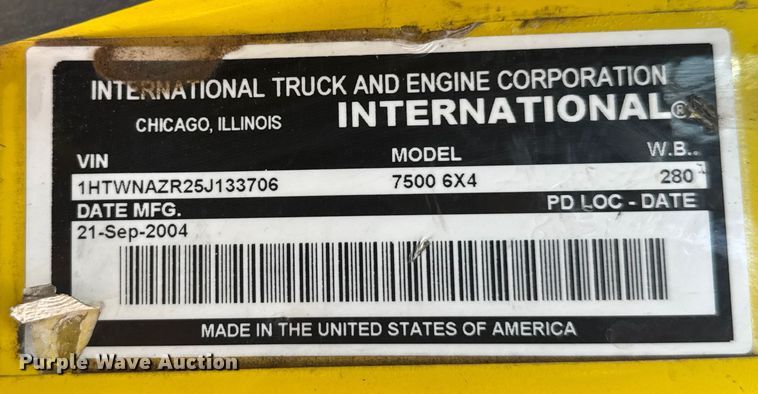 INTERNATIONAL TRUCK AND ENGINE CORPORATION
CHICAGO, ILLINOIS INTERNATIONAL®
VIN MODEL W.B..
1HTWNAZR25J133706 7500 6X4 280
DATE MFG. PD LOC - DATE
21-Sep-2004
MADE IN THE UNITED STATES OF AMERICA
Purple Wave Auction